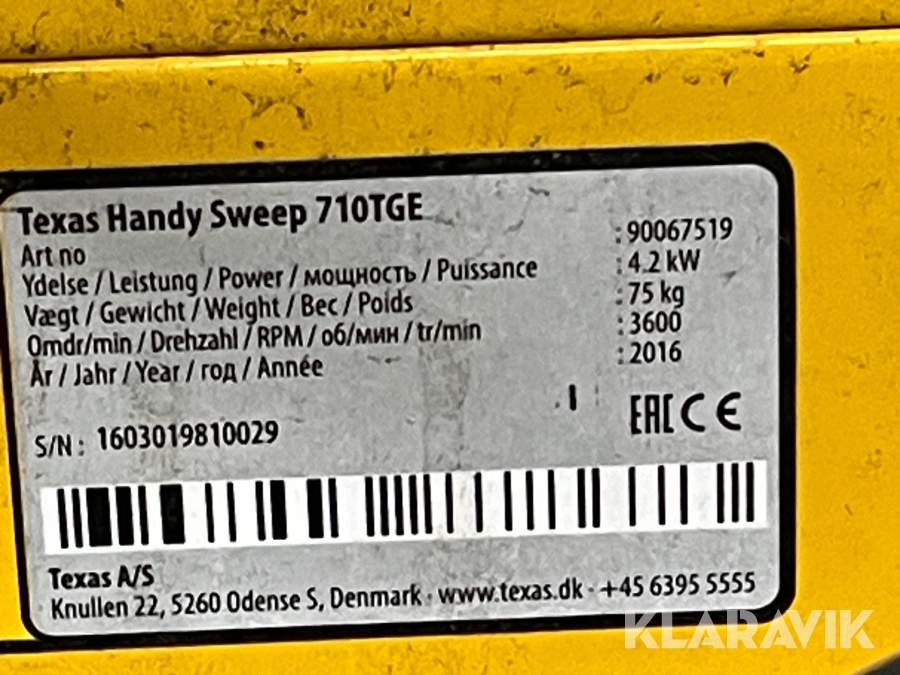 Texas Handy Sweep 710TGE
Art no : 90067519
Ydelse / Leistung / Power / мощность / Puissance : 4.2 kW
Vægt / Gewicht / Weight / Вес / Poids : 75 kg
Omdr/min / Drehzahl / RPM / об/мин / tr/min : 3600
År / Jahr / Year / год / Année : 2016
EAC CE
S/N : 1603019810029
Texas A/S
Knullen 22, 5260 Odense S, Denmark · www.texas.dk · +45 6395 5555
KLARAVIK